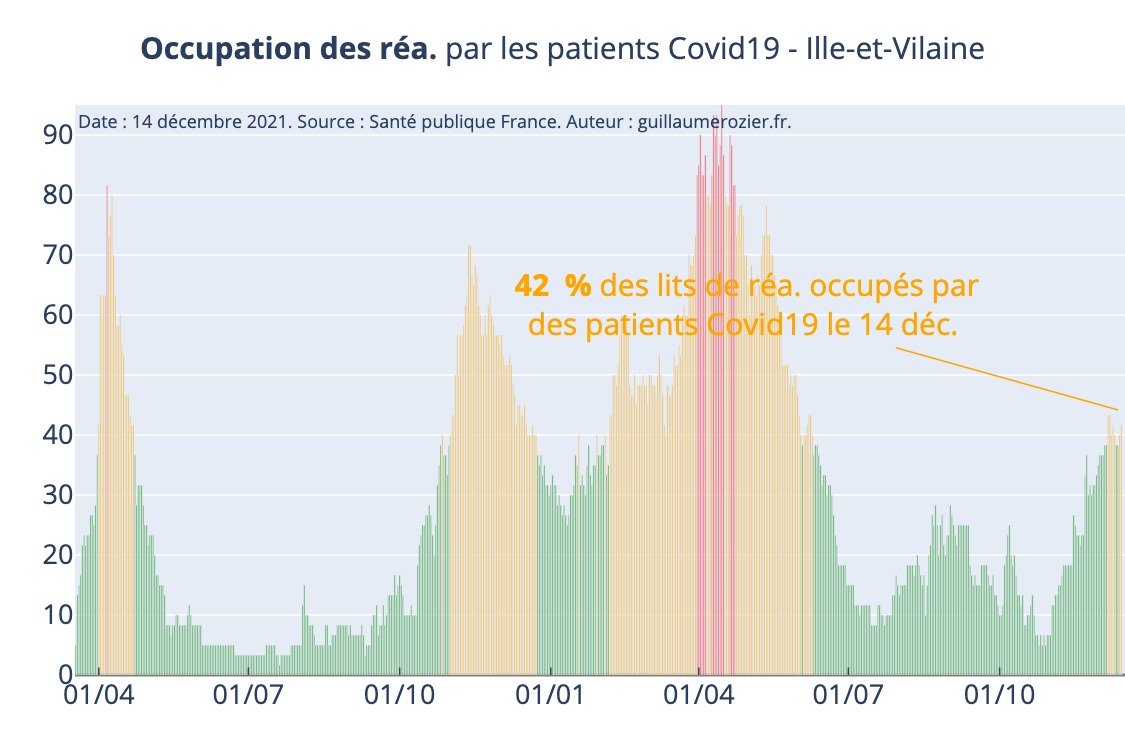 Occupation des réa. par les patients Covid19 - Ille-et-Vilaine
Date : 14 décembre 2021. Source : Santé publique France. Auteur : guillaumerozier.fr.
90
80
70
42 % des lits de réa. occupés par
des patients Covid19 le 14 déc.
60
50
40
30
20
10
0
01/04 01/07 01/10 01/01 01/04 01/07 01/10